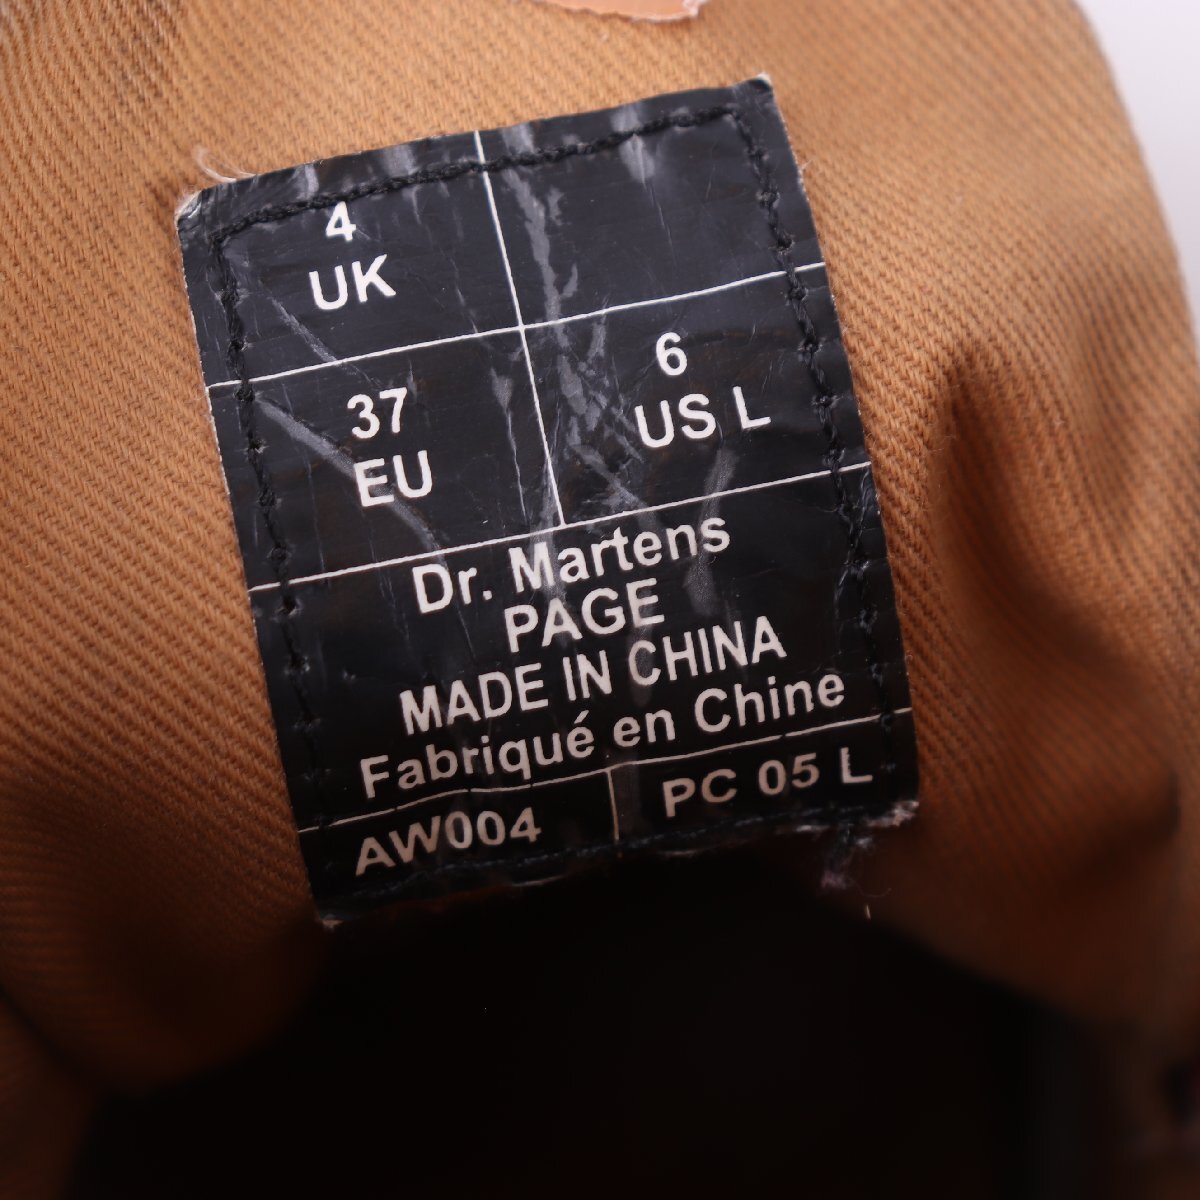 4
UK
37
EU
6
US L
Dr. Martens
PAGE
MADE IN CHINA
Fabriqué en Chine
AW004
PC 05 L